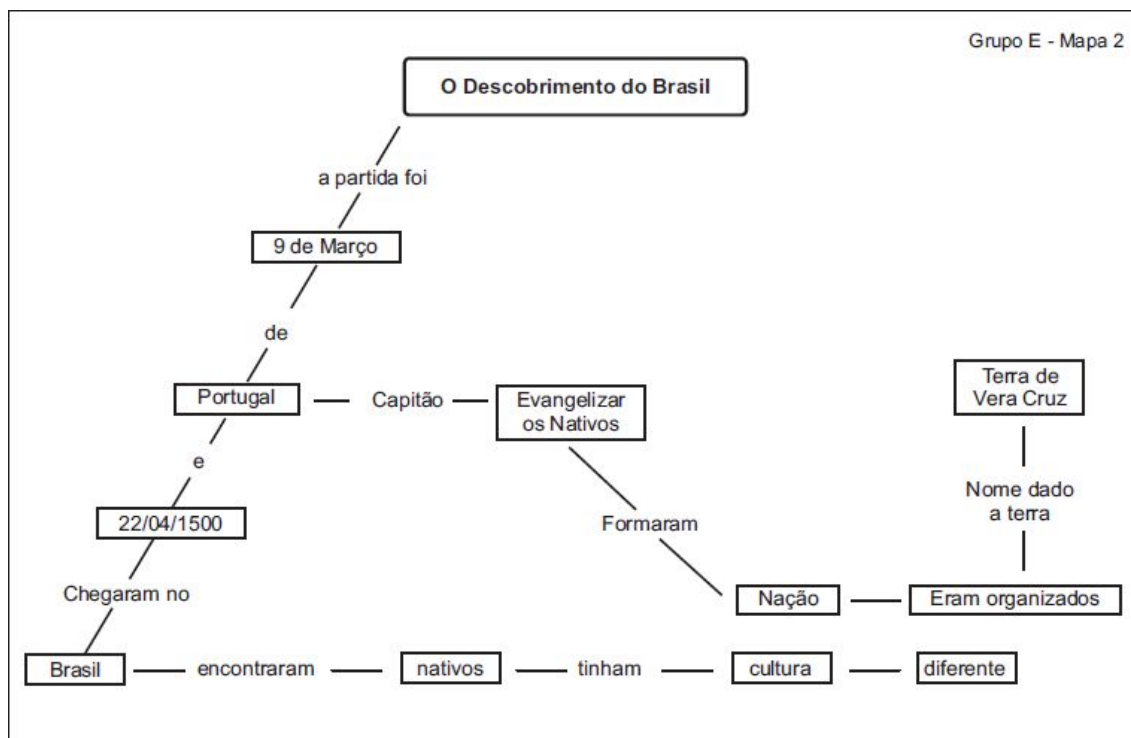 Grupo E - Mapa 2
O Descobrimento do Brasil
a partida foi
9 de Março
de
Portugal
Capitão
Evangelizar
os Nativos
Terra de
Vera Cruz
e
22/04/1500
Formaram
Nome dado
a terra
Chegaram no
Nação
Eram organizados
Brasil
encontraram
nativos
tinham
cultura
diferente